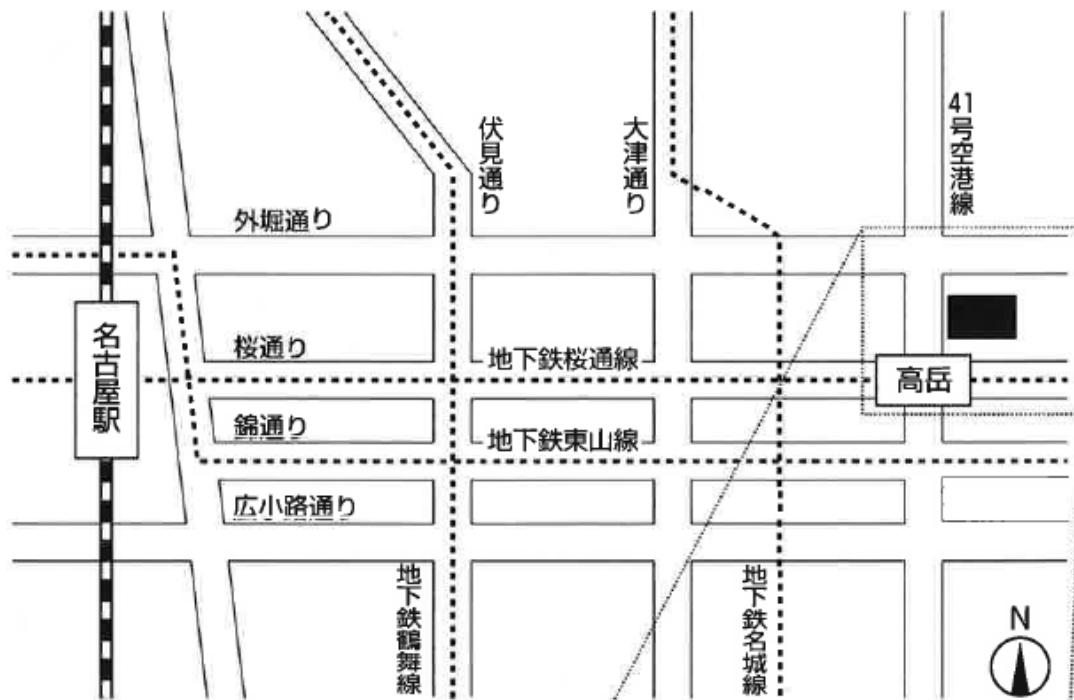 伏見通り
大津通り
41号空港線
外堀通り
名古屋駅
桜通り
地下鉄桜通線
高岳
錦通り
地下鉄東山線
広小路通り
地下鉄鶴舞線
地下鉄名城線
N